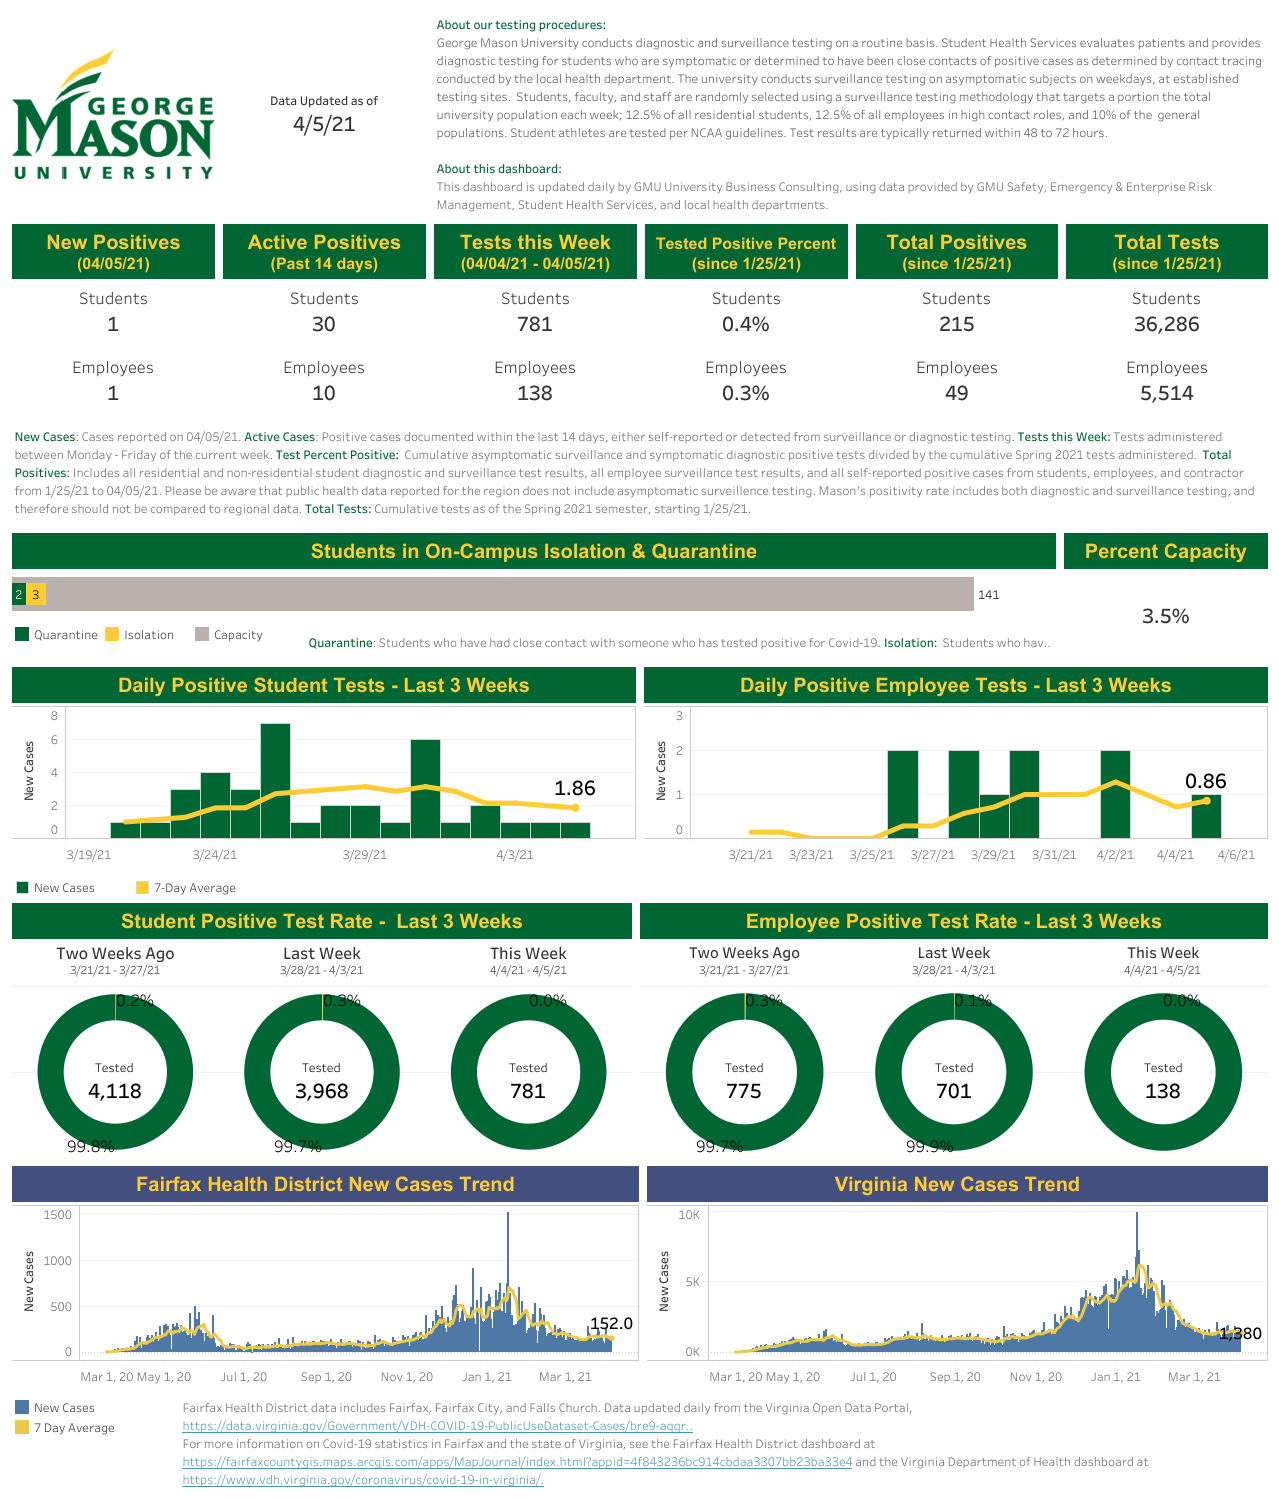 GEORGE
MASON
UNIVERSITY
Data Updated as of
4/5/21
About our testing procedures:
George Mason University conducts diagnostic and surveillance testing on a routine basis. Student Health Services evaluates patients and provides
diagnostic testing for students who are symptomatic or determined to have been close contacts of positive cases as determined by contact tracing
conducted by the local health department. The university conducts surveillance testing on asymptomatic subjects on weekdays, at established
testing sites. Students, faculty, and staff are randomly selected using a surveillance testing methodology that targets a portion the total
university population each week; 12.5% of all residential students, 12.5% of all employees in high contact roles, and 10% of the general
populations. Student athletes are tested per NCAA guidelines. Test results are typically returned within 48 to 72 hours.
About this dashboard:
This dashboard is updated daily by GMU University Business Consulting, using data provided by GMU Safety, Emergency & Enterprise Risk
Management, Student Health Services, and local health departments.
New Positives Active Positives Tests this Week Tested Positive Percent Total Positives Total Tests
(04/05/21) (Past 14 days) (04/04/21 - 04/05/21) (since 1/25/21) (since 1/25/21) (since 1/25/21)
Students Students Students Students Students Students
1 30 781 0.4% 215 36,286
Employees Employees Employees Employees Employees Employees
1 10 138 0.3% 49 5,514
New Cases: Cases reported on 04/05/21. Active Cases: Positive cases documented within the last 14 days, either self-reported or detected from surveillance or diagnostic testing. Tests this Week: Tests administered
between Monday - Friday of the current week. Test Percent Positive: Cumulative asymptomatic surveillance and symptomatic diagnostic positive tests divided by the cumulative Spring 2021 tests administered. Total
Positives: Includes all residential and non-residential student diagnostic and surveillance test results, all employee surveillance test results, and all self-reported positive cases from students, employees, and contractor
from 1/25/21 to 04/05/21. Please be aware that public health data reported for the region does not include asymptomatic surveillence testing. Mason's positivity rate includes both diagnostic and surveillance testing, and
therefore should not be compared to regional data. Total Tests: Cumulative tests as of the Spring 2021 semester, starting 1/25/21.
Students in On-Campus Isolation & Quarantine Percent Capacity
2 3 141
3.5%
Quarantine Isolation Capacity
Quarantine: Students who have had close contact with someone who has tested positive for Covid-19. Isolation: Students who hav..
Daily Positive Student Tests - Last 3 Weeks
New Cases
8
6
4
2
0
1.86
3/19/21 3/24/21 3/29/21 4/3/21
Daily Positive Employee Tests - Last 3 Weeks
New Cases
3
2
1
0
0.86
3/21/21 3/23/21 3/25/21 3/27/21 3/29/21 3/31/21 4/2/21 4/4/21 4/6/21
New Cases 7-Day Average
Student Positive Test Rate - Last 3 Weeks
Two Weeks Ago Last Week This Week
3/21/21 - 3/27/21 3/28/21 - 4/3/21 4/4/21 - 4/5/21
0.2% 0.3% 0.0%
Tested Tested Tested
4,118 3,968 781
99.8% 99.7%
Employee Positive Test Rate - Last 3 Weeks
Two Weeks Ago Last Week This Week
3/21/21 - 3/27/21 3/28/21 - 4/3/21 4/4/21 - 4/5/21
0.3% 0.1% 0.0%
Tested Tested Tested
775 701 138
99.7% 99.9%
Fairfax Health District New Cases Trend
New Cases
1500
1000
500
0
152.0
Mar 1, 20 May 1, 20 Jul 1, 20 Sep 1, 20 Nov 1, 20 Jan 1, 21 Mar 1, 21
Virginia New Cases Trend
New Cases
10K
5K
0K
1,380
Mar 1, 20 May 1, 20 Jul 1, 20 Sep 1, 20 Nov 1, 20 Jan 1, 21 Mar 1, 21
New Cases
7 Day Average
Fairfax Health District data includes Fairfax, Fairfax City, and Falls Church. Data updated daily from the Virginia Open Data Portal,
https://data.virginia.gov/Government/VDH-COVID-19-PublicUseDataset-Cases/bre9-aqqr..
For more information on Covid-19 statistics in Fairfax and the state of Virginia, see the Fairfax Health District dashboard at
https://fairfaxcountygis.maps.arcgis.com/apps/MapJournal/index.html?appid=4f843236bc914cbdaa3307bb23ba33e4 and the Virginia Department of Health dashboard at
https://www.vdh.virginia.gov/coronavirus/covid-19-in-virginia/.